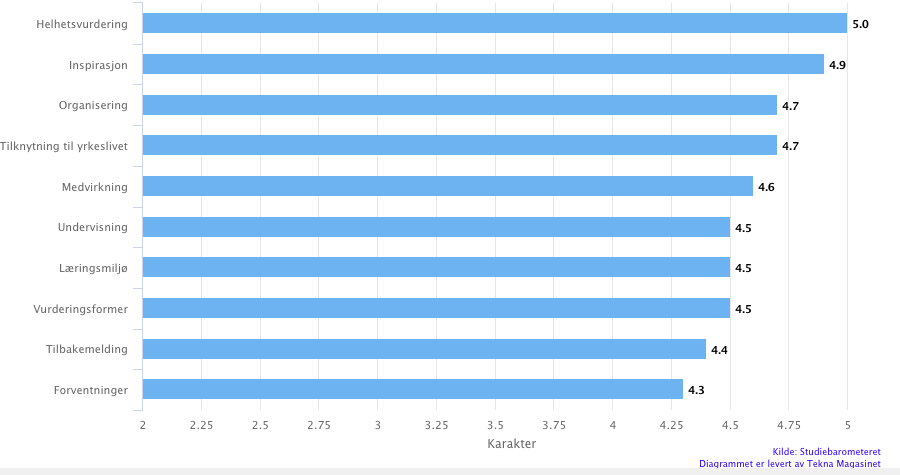 Helhetsvurdering 5.0
Inspirasjon 4.9
Organisering 4.7
Tilknytning til yrkeslivet 4.7
Medvirkning 4.6
Undervisning 4.5
Læringsmiljø 4.5
Vurderingsformer 4.5
Tilbakemelding 4.4
Forventninger 4.3
2 2.25 2.5 2.75 3 3.25 3.5 3.75 4 4.25 4.5 4.75 5
Karakter
Kilde: Studiebarometeret
Diagrammet er levert av Tekna Magasinet